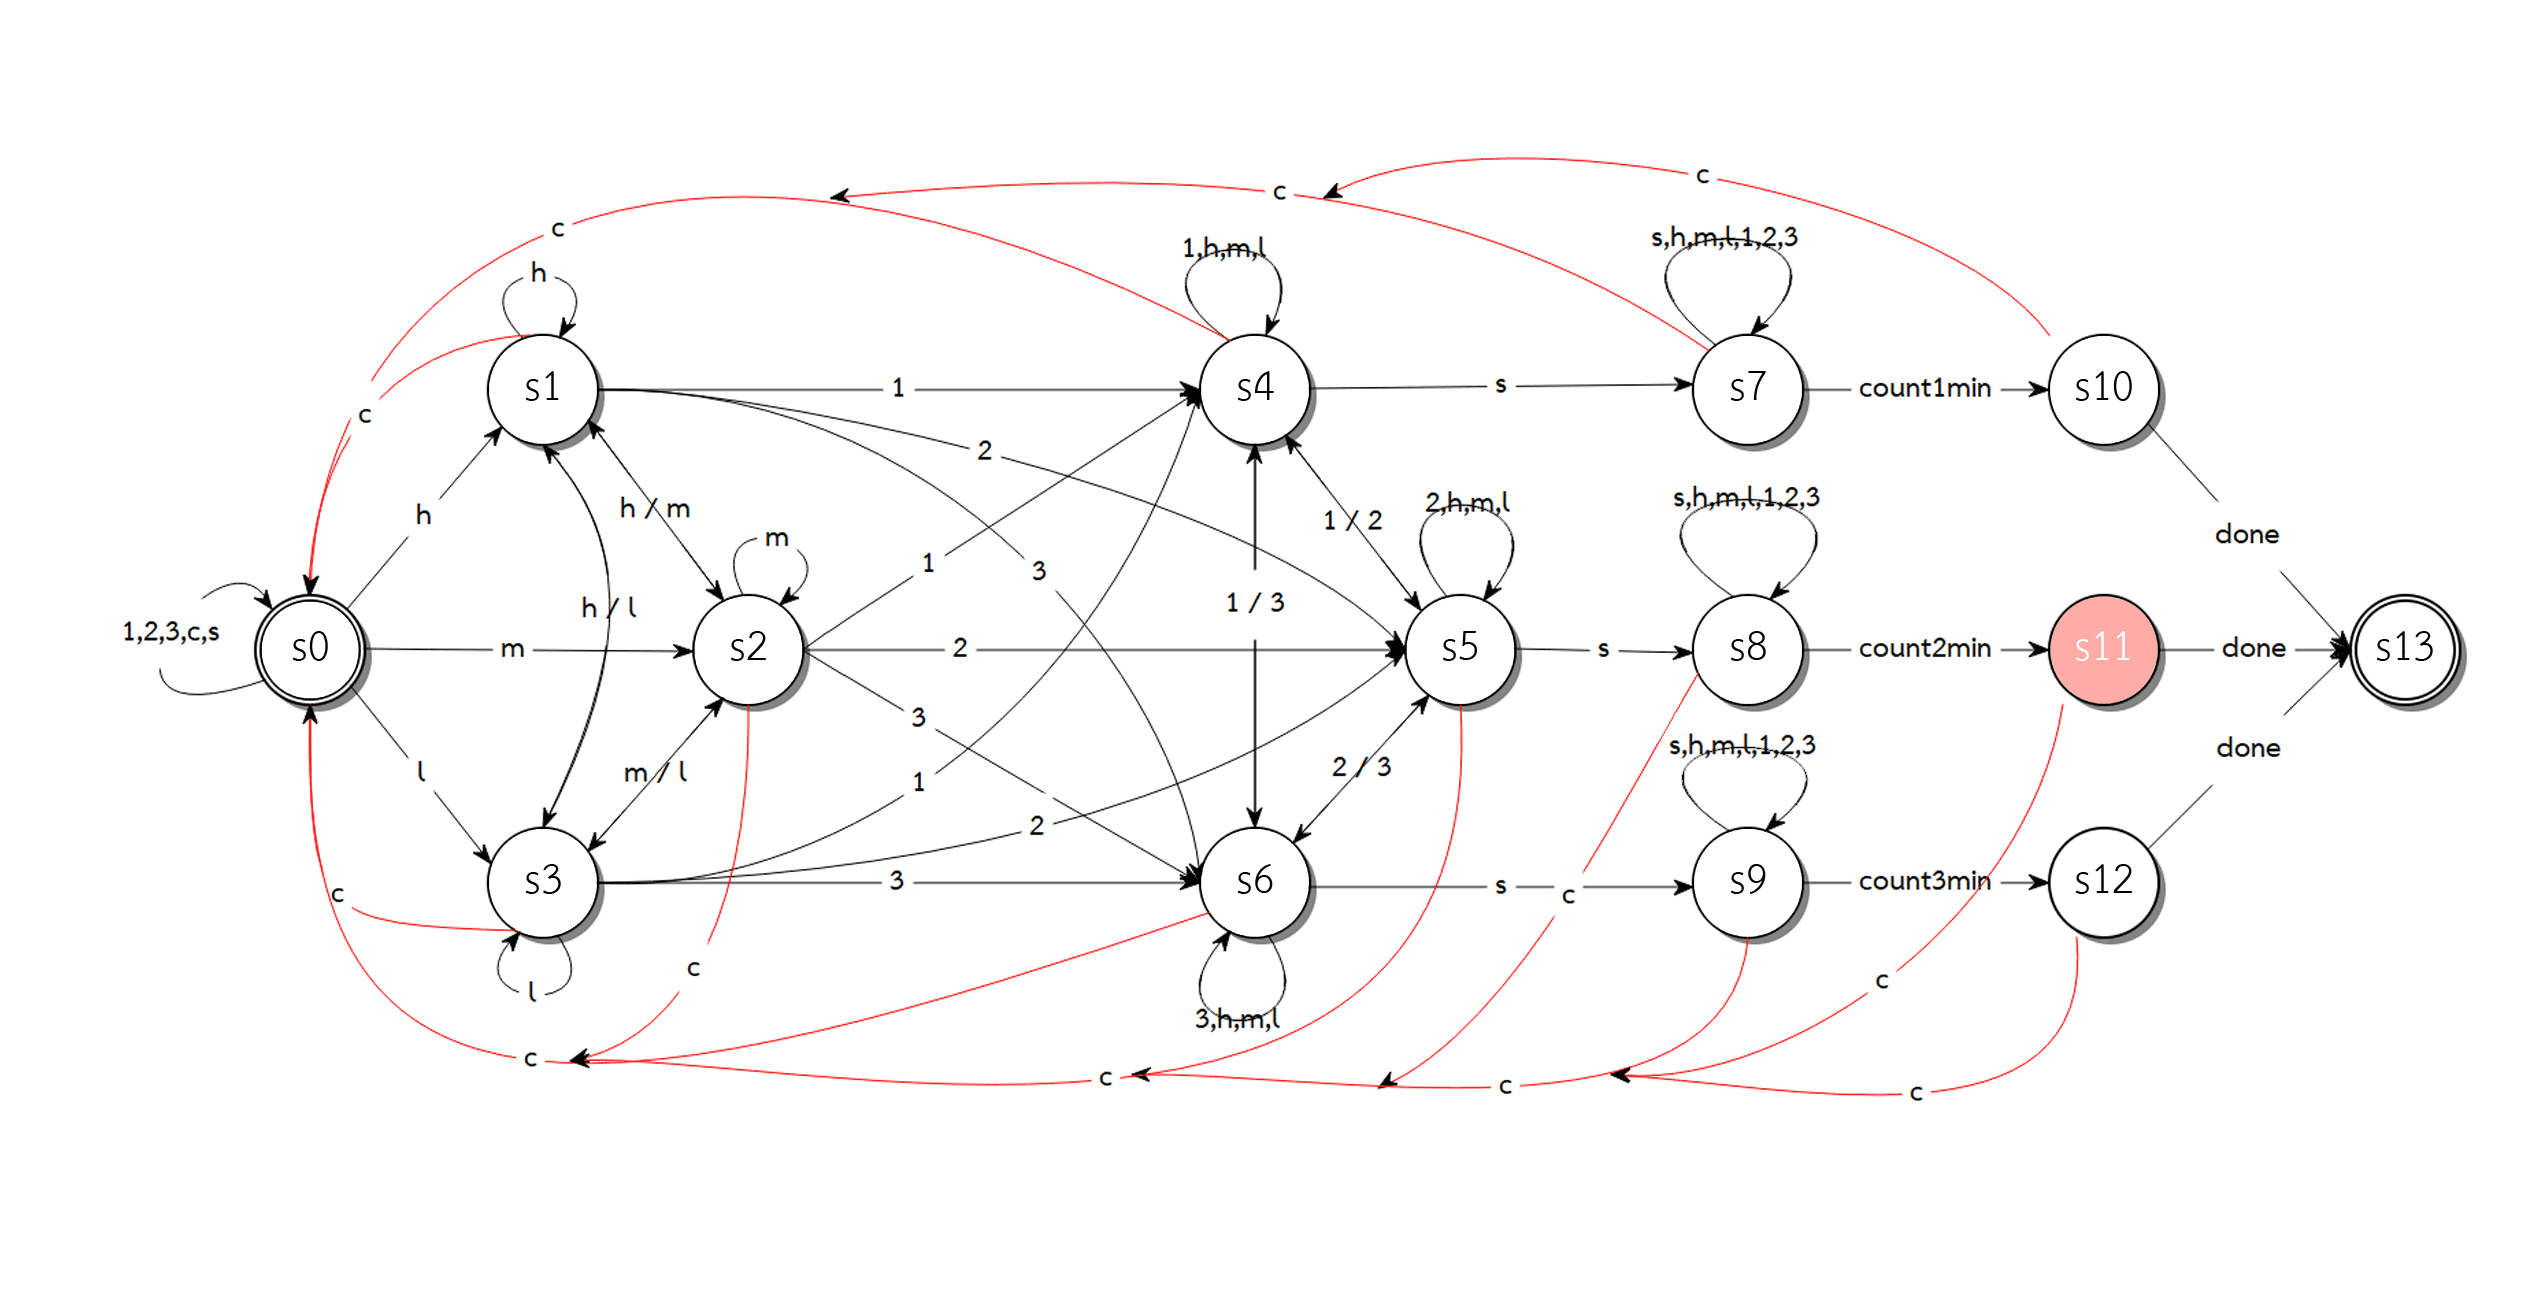 c
c
c
1,h,m,l
s,h,m,l,1,2,3
h
s1
1
s4
s
s7
count1min
s10
c
2
2,h,m,l
s,h,m,l,1,2,3
h
h / m
1 / 2
done
m
1
3
1 / 3
h / l
1,2,3,c,s
s0
m
s2
2
s5
s
s8
count2min
s11
done
s13
3
l
m / l
1
2 / 3
s,h,m,l,1,2,3
done
2
s3
3
s6
s
c
s9
count3min
s12
c
c
c
l
3,h,m,l
c
c
c
c